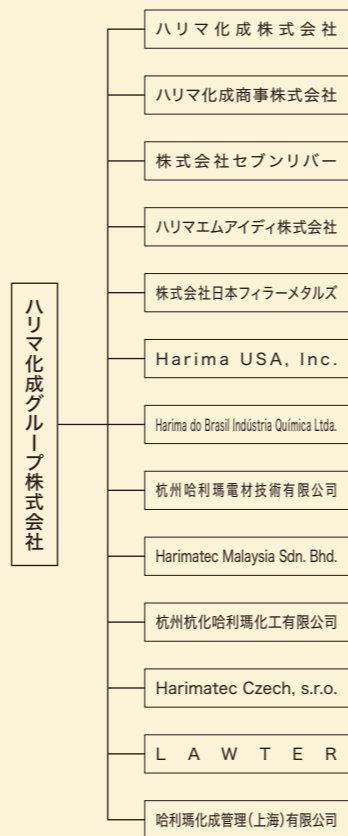 ハリマ化成グループ株式会社
ハリマ化成株式会社
ハリマ化成商事株式会社
株式会社セブンリバー
ハリマエムアイディ株式会社
株式会社日本フィラーメタルズ
Harima USA, Inc.
Harima do Brasil Indústria Química Ltda.
杭州哈利瑪電材技術有限公司
Harimatec Malaysia Sdn. Bhd.
杭州杭化哈利瑪化工有限公司
Harimatec Czech, s.r.o.
LAWTER
哈利瑪化成管理(上海)有限公司